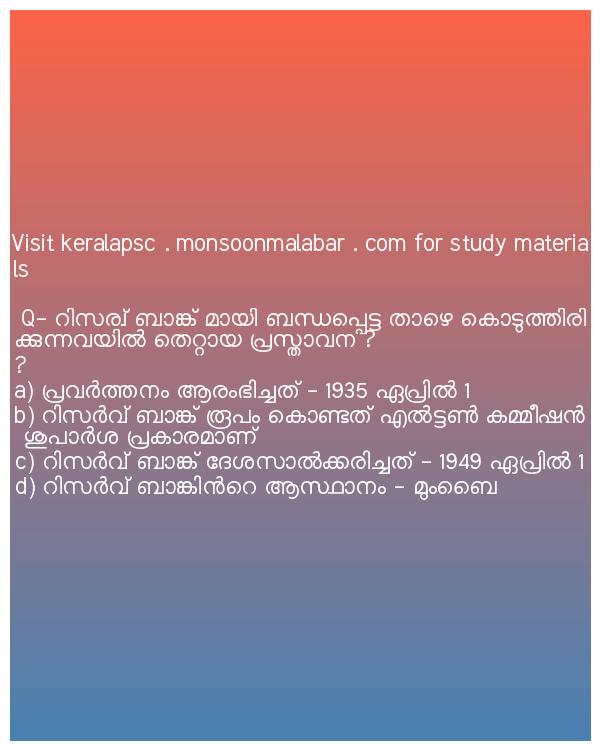 Visit keralapsc . monsoonmalabar . com for study materia
ls
Q- റിസര്വ് ബാങ്ക് മായി ബന്ധപ്പെട്ട താഴെ കൊടുത്തിരി
ക്കുന്നവയിൽ തെറ്റായ പ്രസ്താവന ?
?
a) പ്രവർത്തനം ആരംഭിച്ചത് - 1935 ഏപ്രിൽ 1
b) റിസർവ് ബാങ്ക് രൂപം കൊണ്ടത് എൽട്ടൺ കമ്മീഷൻ
ശുപാർശ പ്രകാരമാണ്
c) റിസർവ് ബാങ്ക് ദേശസാൽക്കരിച്ചത് - 1949 ഏപ്രിൽ 1
d) റിസർവ് ബാങ്കിൻറെ ആസ്ഥാനം - മുംബൈ